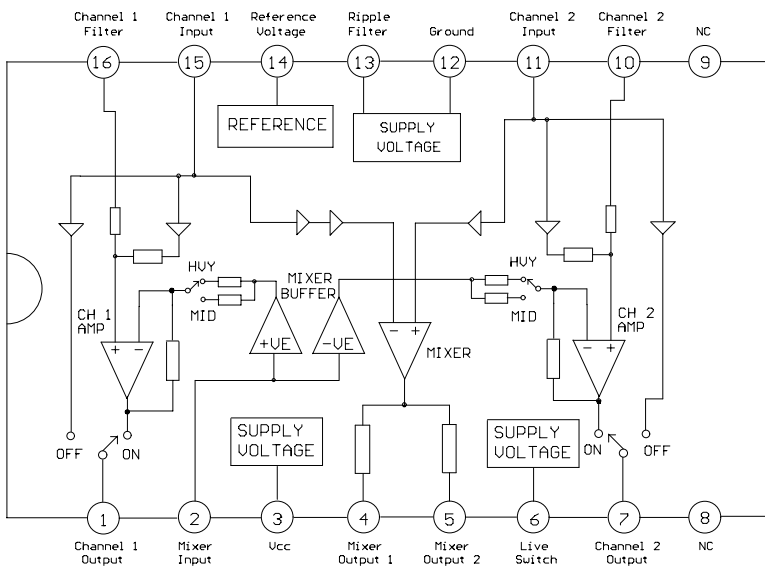 Channel 1
Filter
Channel 1
Input
Reference
Voltage
Ripple
Filter
Ground
Channel 2
Input
Channel 2
Filter
NC
16
15
14
13
12
11
10
9
REFERENCE
SUPPLY
VOLTAGE
HVY
MID
MIXER
BUFFER
HVY
MID
CH 1
AMP
+ -
+VE
-VE
- +
MIXER
CH 2
AMP
- +
OFF
ON
SUPPLY
VOLTAGE
SUPPLY
VOLTAGE
ON
OFF
1
2
3
4
5
6
7
8
Channel 1
Output
Mixer
Input
Vcc
Mixer
Output 1
Mixer
Output 2
Live
Switch
Channel 2
Output
NC